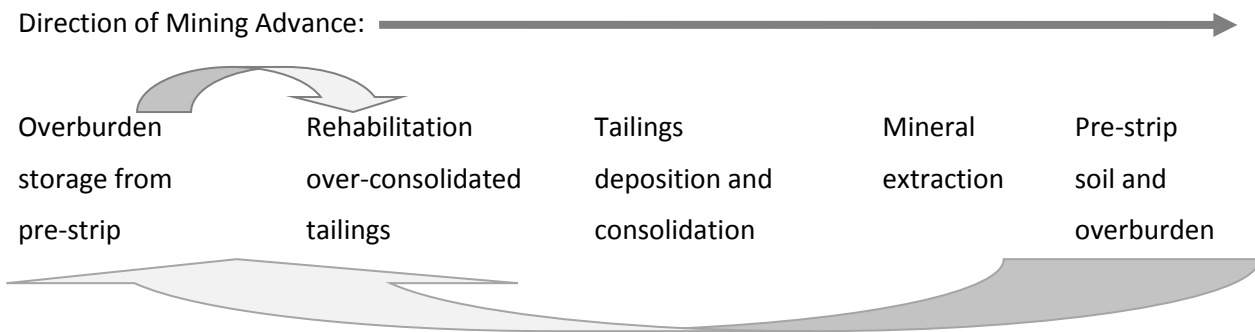 Direction of Mining Advance:
Overburden
storage from
pre-strip
Rehabilitation
over-consolidated
tailings
Tailings
deposition and
consolidation
Mineral
extraction
Pre-strip
soil and
overburden